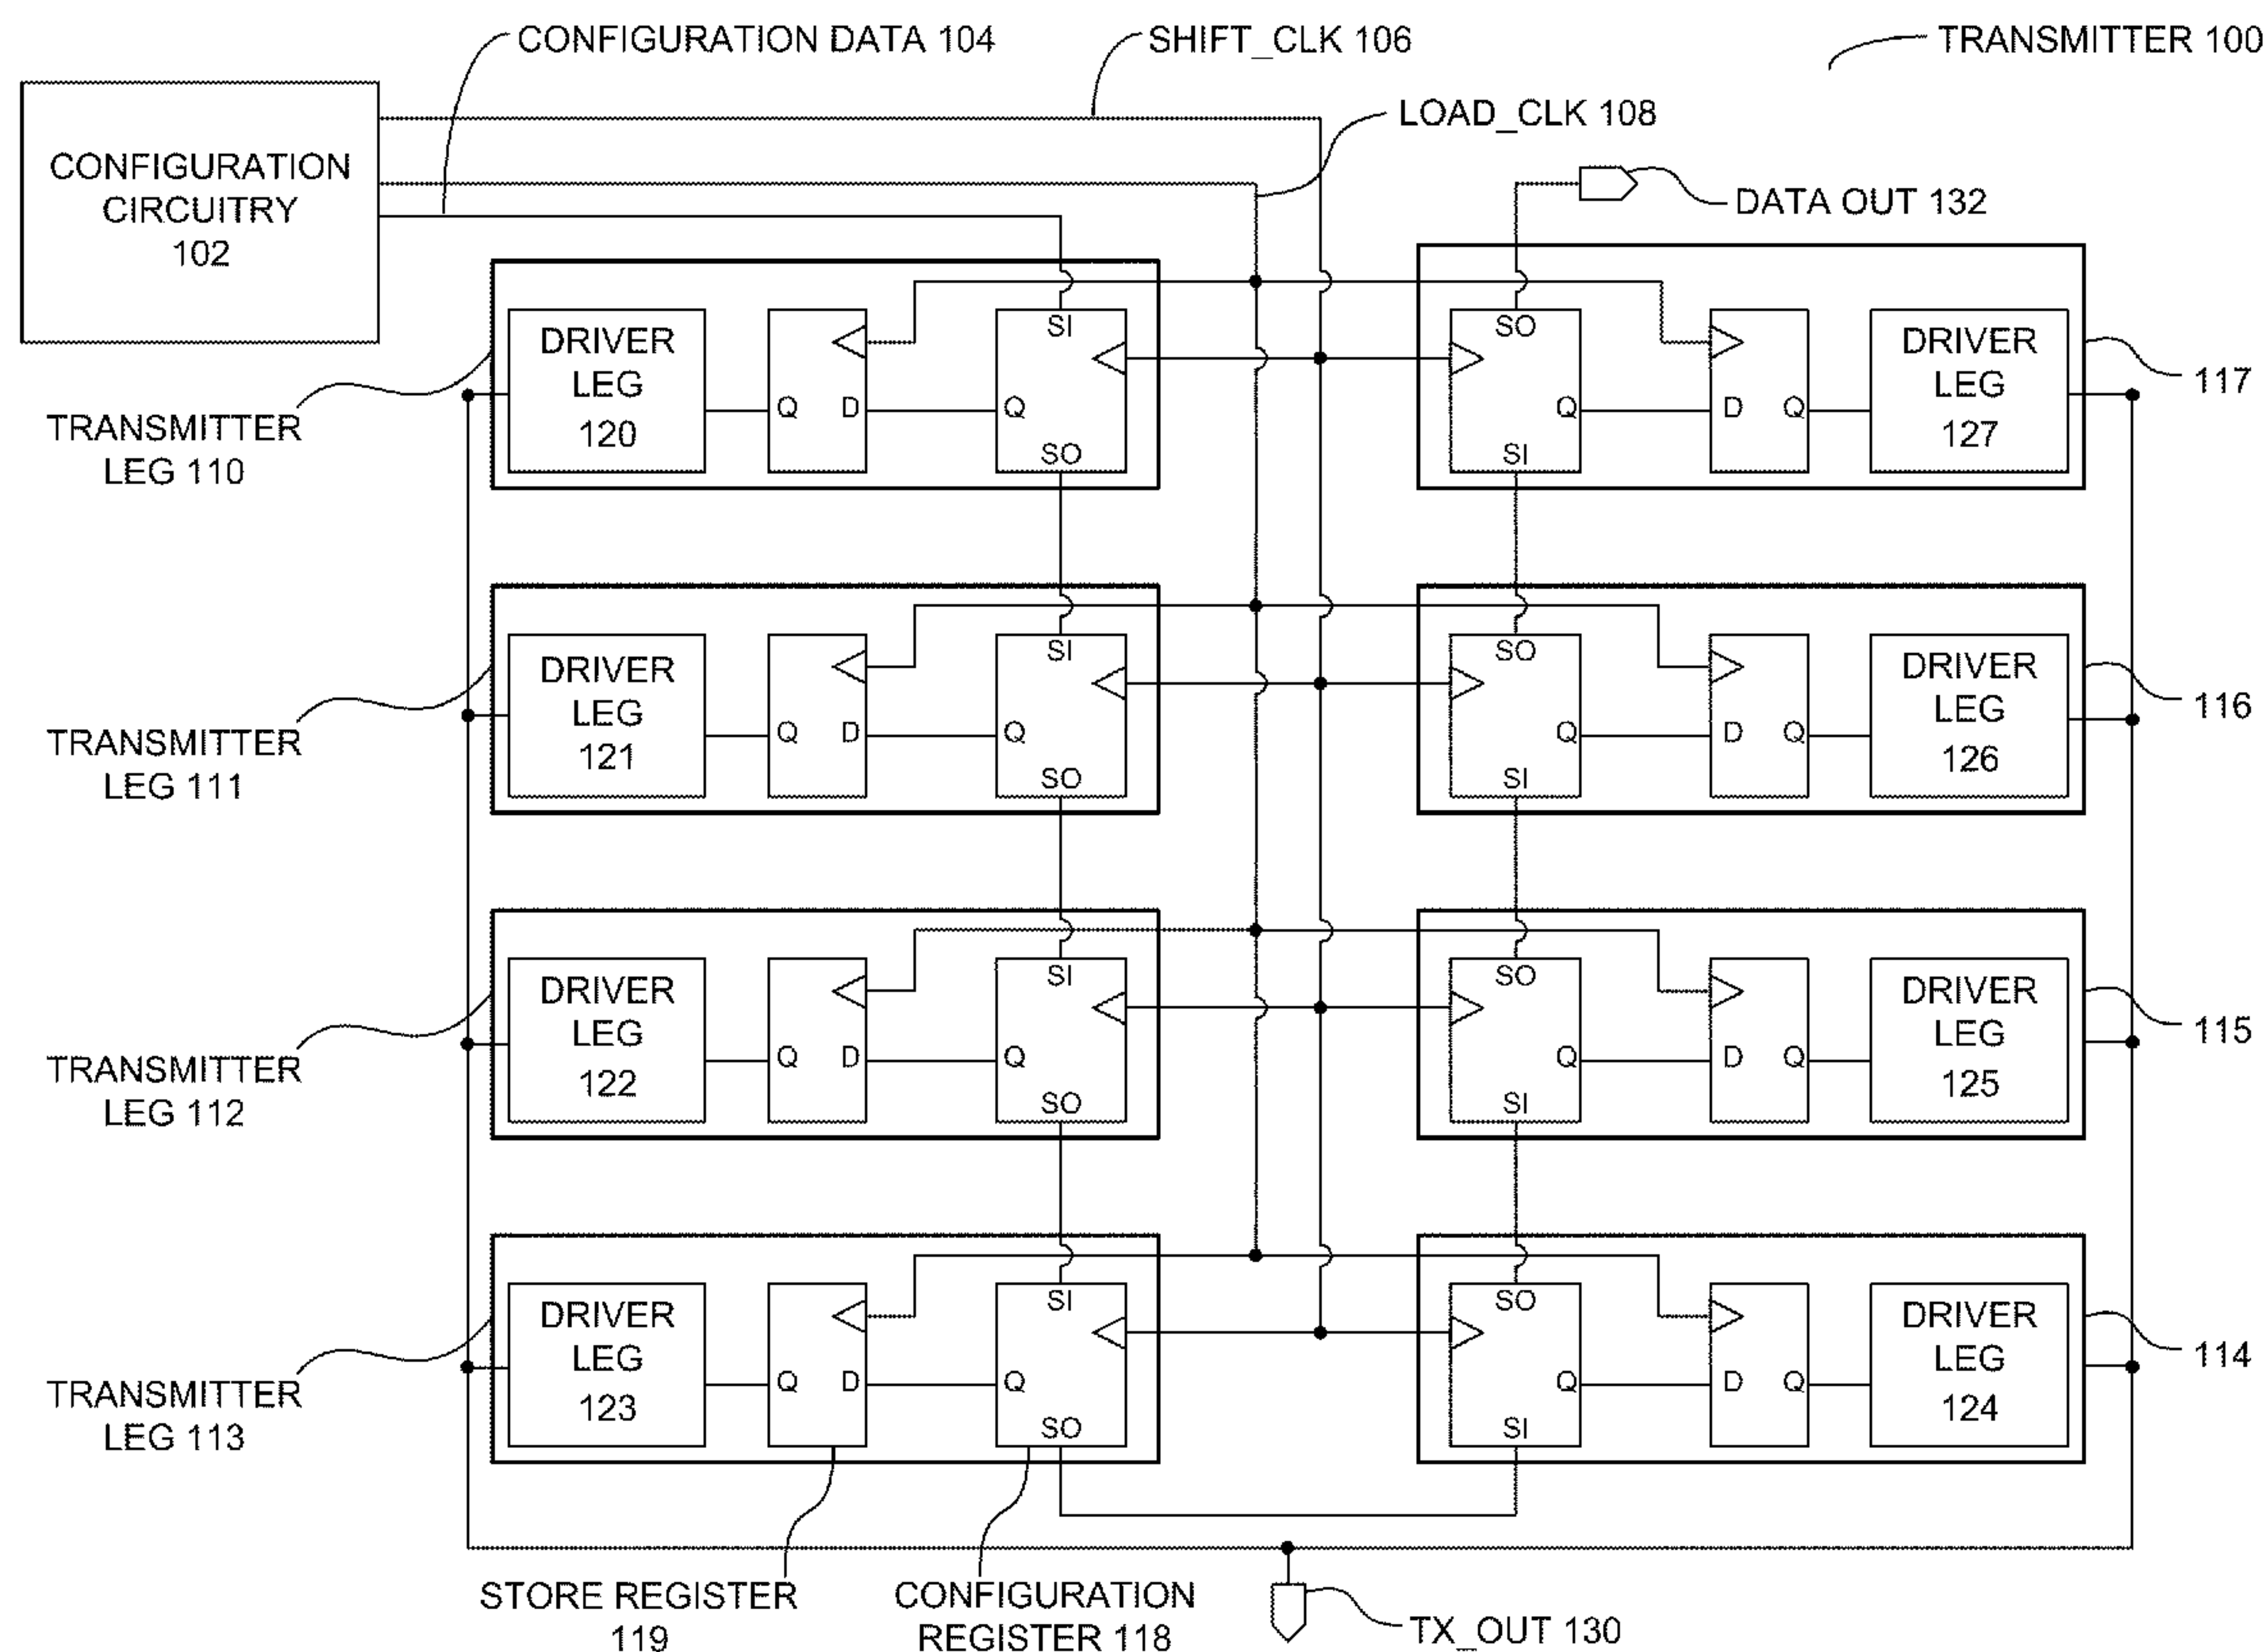 CONFIGURATION DATA 104
SHIFT_CLK 106
TRANSMITTER 100
LOAD_CLK 108
CONFIGURATION
CIRCUITRY
102
DATA OUT 132
DRIVER
LEG
120
Q
D
SI
Q
SO
SO
Q
SI
D
Q
DRIVER
LEG
127
117
TRANSMITTER
LEG 110
DRIVER
LEG
121
Q
D
SI
Q
SO
SO
Q
SI
D
Q
DRIVER
LEG
126
116
TRANSMITTER
LEG 111
DRIVER
LEG
122
Q
D
SI
Q
SO
SO
Q
SI
D
Q
DRIVER
LEG
125
115
TRANSMITTER
LEG 112
DRIVER
LEG
123
Q
D
SI
Q
SO
SO
Q
SI
D
Q
DRIVER
LEG
124
114
TRANSMITTER
LEG 113
STORE REGISTER
119
CONFIGURATION
REGISTER 118
TX_OUT 130